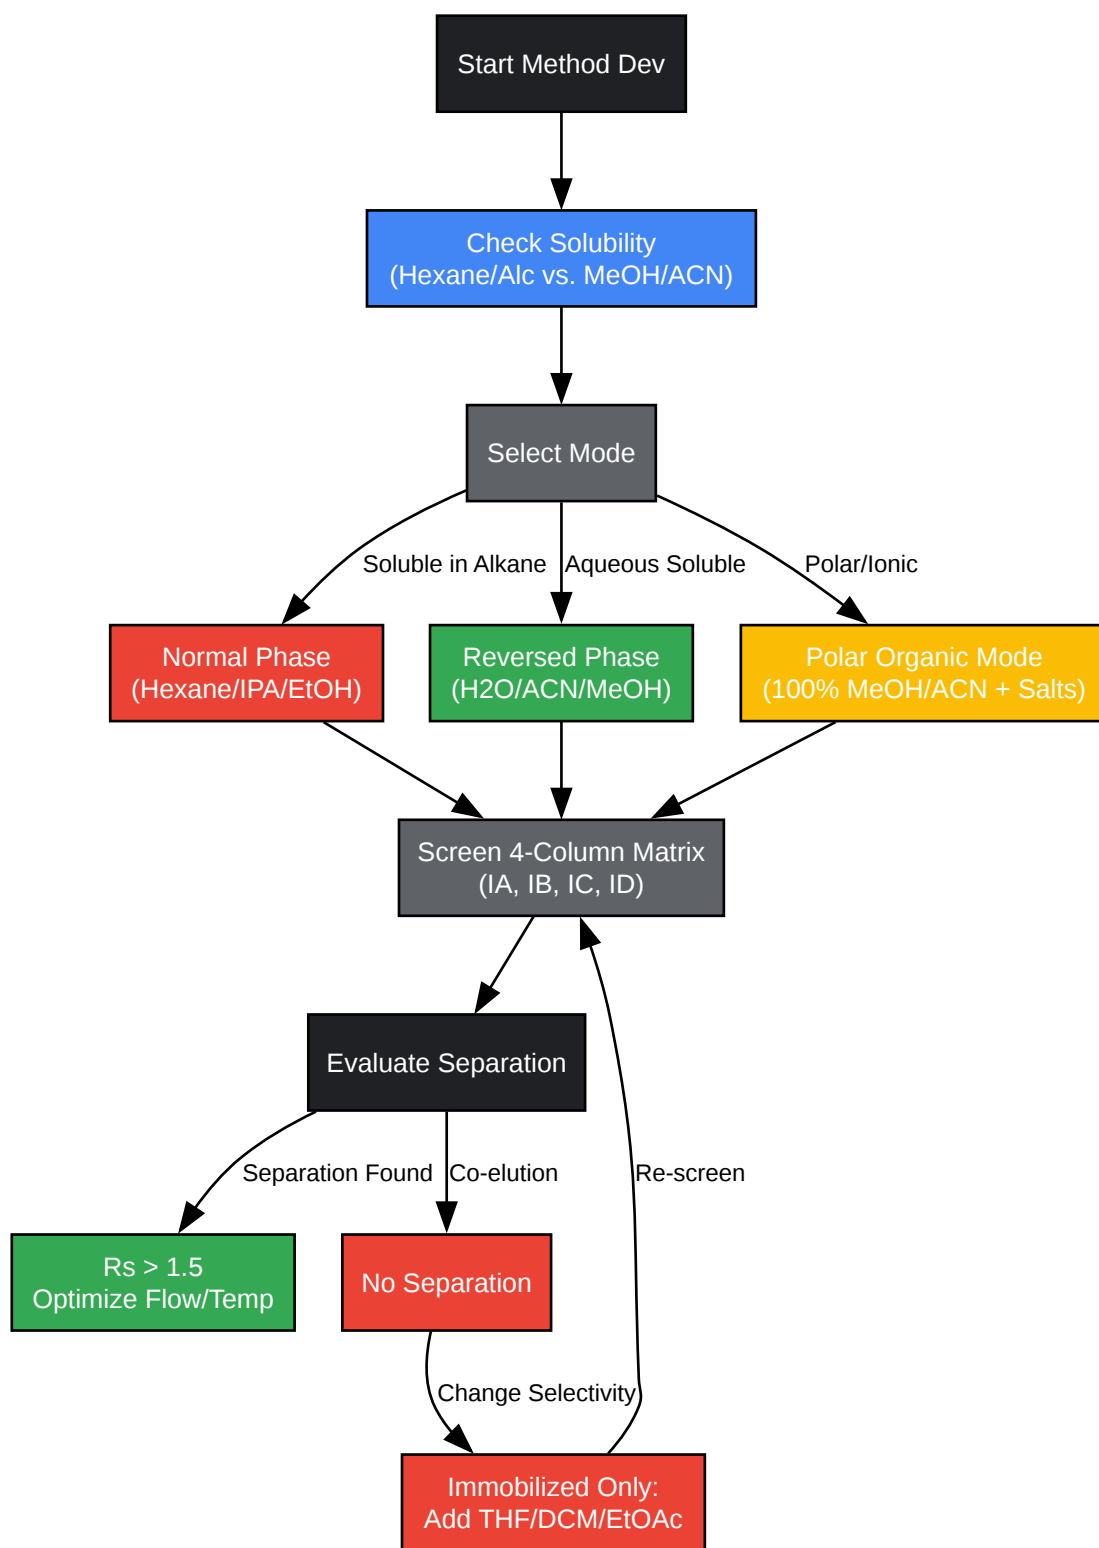 Start Method Dev
Check Solubility
(Hexane/Alc vs. MeOH/ACN)
Select Mode
Soluble in Alkane
Aqueous Soluble
Polar/Ionic
Normal Phase
(Hexane/IPA/EtOH)
Reversed Phase
(H2O/ACN/MeOH)
Polar Organic Mode
(100% MeOH/ACN + Salts)
Screen 4-Column Matrix
(IA, IB, IC, ID)
Evaluate Separation
Separation Found
Co-elution
Re-screen
Rs > 1.5
Optimize Flow/Temp
No Separation
Change Selectivity
Immobilized Only:
Add THF/DCM/EtOAc